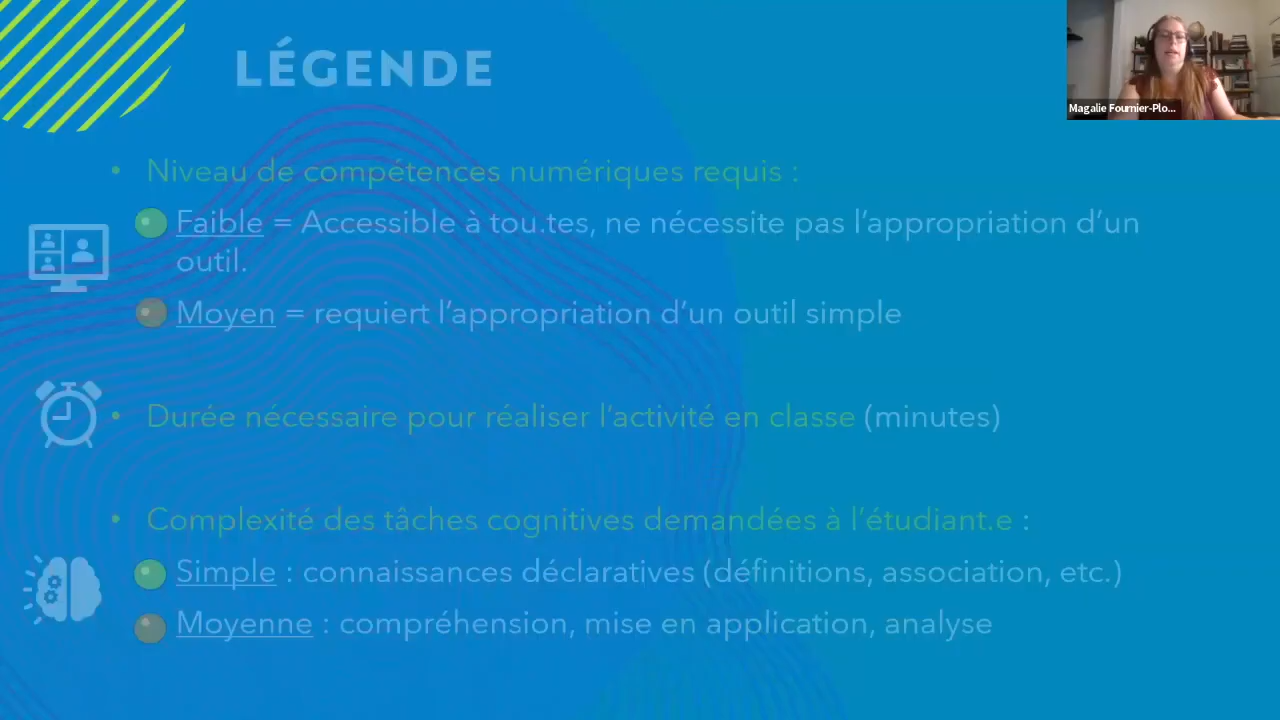 LÉGENDE
Magalie Fournier-Plo...
• Niveau de compétences numériques requis :
Faible = Accessible à tou.tes, ne nécessite pas l'appropriation d'un
outil.
Moyen = requiert l'appropriation d'un outil simple
• Durée nécessaire pour réaliser l'activité en classe (minutes)
• Complexité des tâches cognitives demandées à l'étudiant.e :
Simple : connaissances déclaratives (définitions, association, etc.)
Moyenne : compréhension, mise en application, analyse